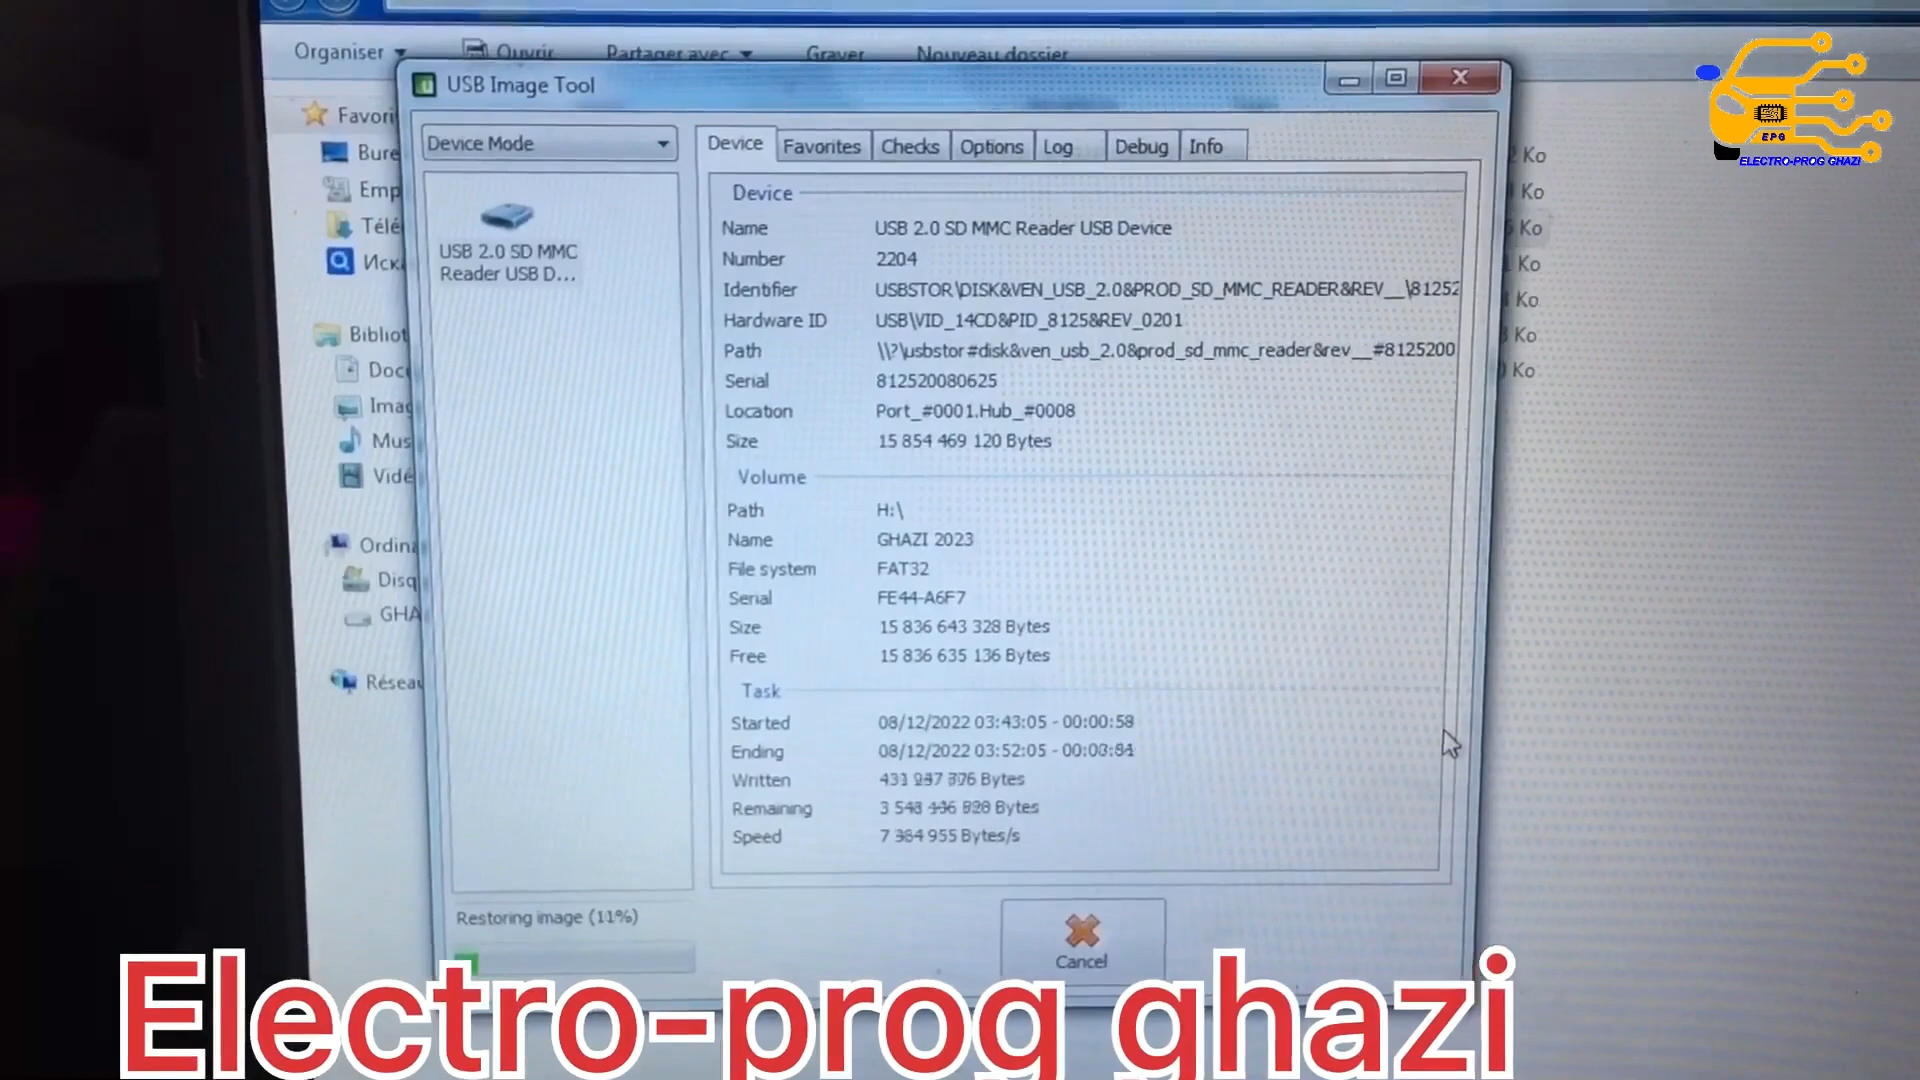 Organiser
Ouvrir
Partager avec
Graver
Nouveau dossier
USB Image Tool
Favori
Bure
Emp
Télé
Иск
Bibliot
Doc
Imag
Mus
Vidé
Ordina
Disq
GHA
Réseau
Device Mode
USB 2.0 SD MMC
Reader USB D...
Device
Favorites
Checks
Options
Log
Debug
Info
Device
Name USB 2.0 SD MMC Reader USB Device
Number 2204
Identifier USBSTOR\DISK&VEN_USB_2.0&PROD_SD_MMC_READER&REV__\81252
Hardware ID USB\VID_14CD&PID_8125&REV_0201
Path \\?\usbstor#disk&ven_usb_2.0&prod_sd_mmc_reader&rev__#8125200
Serial 812520080625
Location Port_#0001.Hub_#0008
Size 15 854 469 120 Bytes
Volume
Path H:\
Name GHAZI 2023
File system FAT32
Serial FE44-A6F7
Size 15 836 643 328 Bytes
Free 15 836 635 136 Bytes
Task
Started 08/12/2022 03:43:05 - 00:00:58
Ending 08/12/2022 03:52:05
Written Bytes
Remaining Bytes
Speed Bytes/s
Restoring image (11%)
Cancel
Ko
Ko
Ko
Ko
Ko
Ko
Ko
EPG
ELECTRO-PROG GHAZI
Electro-prog ghazi